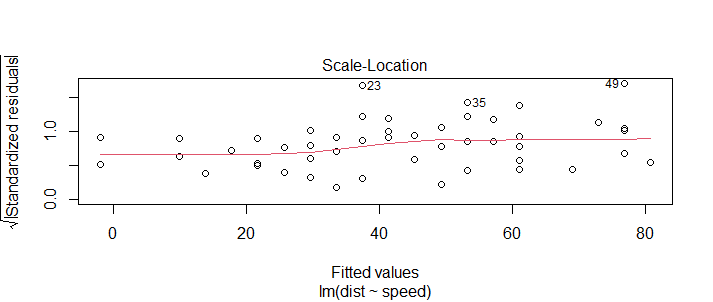 Scale-Location
√|Standardized residuals|
1.0
0.0
23
35
49
0
20
40
60
80
Fitted values
lm(dist ~ speed)